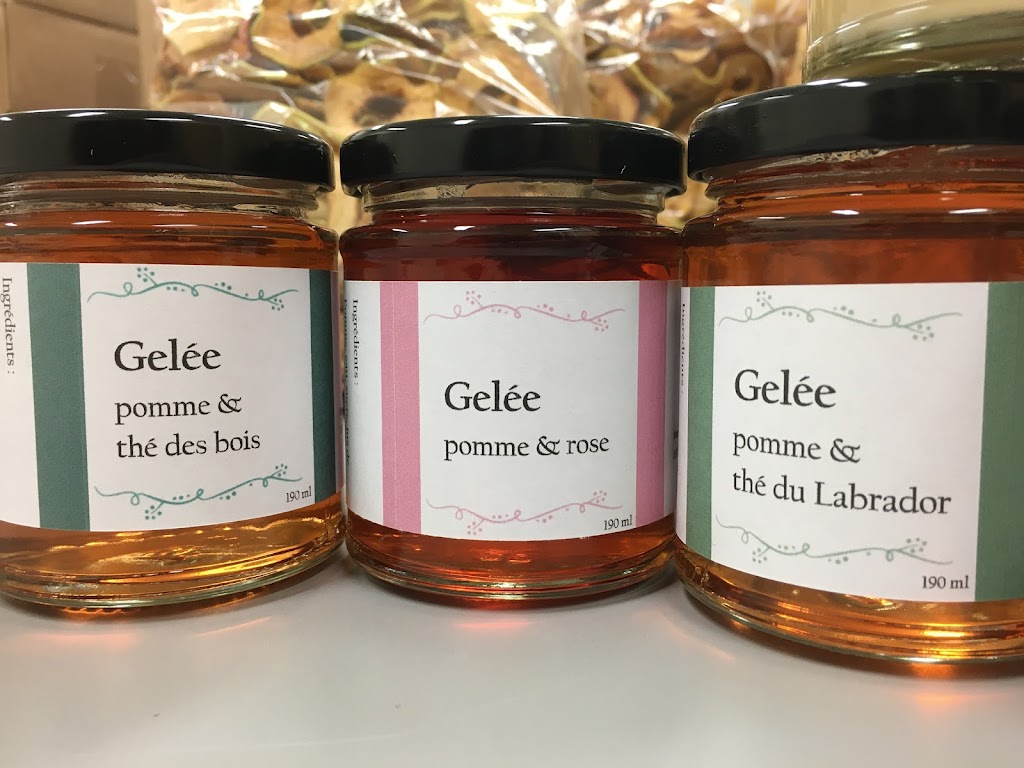 Ingrédients :
Gelée
pomme &
thé des bois
190 ml
Ingrédients :
Gelée
pomme & rose
190 ml
Gelée
pomme &
thé du Labrador
190 ml